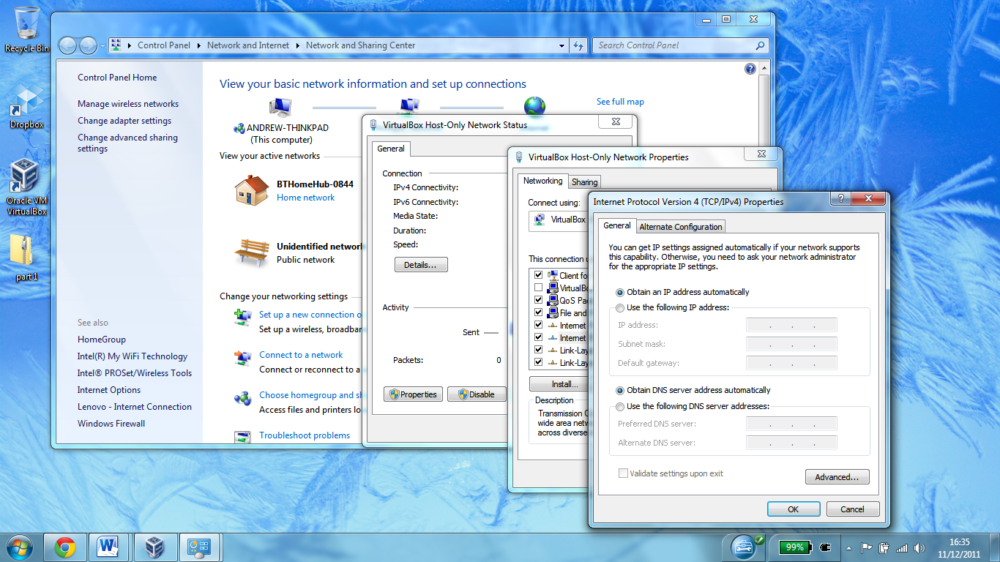 Recycle Bin
Dropbox
Oracle VM
VirtualBox
part 1
Control Panel
Network and Internet
Network and Sharing Center
Search Control Panel
Control Panel Home
Manage wireless networks
Change adapter settings
Change advanced sharing
settings
See also
HomeGroup
Intel(R) My WiFi Technology
Intel® PROSet/Wireless Tools
Internet Options
Lenovo - Internet Connection
Windows Firewall
View your basic network information and set up connections
See full map
ANDREW-THINKPAD
(This computer)
View your active networks
BTHomeHub-0844
Home network
Unidentified networ
Public network
Change your networking settings
Set up a new connection o
Set up a wireless, broadbar
Connect to a network
Connect or reconnect to a
Choose homegroup and sh
Access files and printers lo
Troubleshoot problems
VirtualBox Host-Only Network Status
General
Connection
IPv4 Connectivity:
IPv6 Connectivity:
Media State:
Duration:
Speed:
Details...
Activity
Sent
Packets:
0
Properties
Disable
VirtualBox Host-Only Network Properties
Networking
Sharing
Connect using:
VirtualBox
This connection u
Client fo
VirtualBo
QoS Pac
File and
Internet
Internet
Link-Lay
Link-Lay
Install...
Description
Transmission C
wide area netw
across diverse
Internet Protocol Version 4 (TCP/IPv4) Properties
?
General
Alternate Configuration
You can get IP settings assigned automatically if your network supports
this capability. Otherwise, you need to ask your network administrator
for the appropriate IP settings.
Obtain an IP address automatically
Use the following IP address:
IP address:
Subnet mask:
Default gateway:
Obtain DNS server address automatically
Use the following DNS server addresses:
Preferred DNS server:
Alternate DNS server:
Validate settings upon exit
Advanced...
OK
Cancel
99%
16:35
11/12/2011